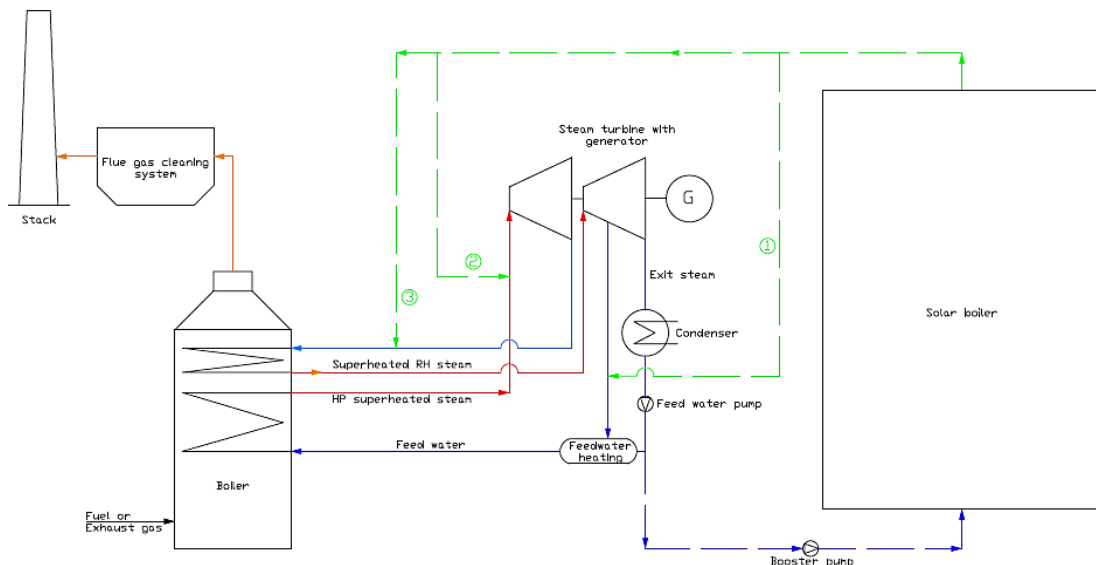 Steam turbine with
generator
Flue gas cleaning
system
G
Stack
①
②
Exit steam
③
Solar boiler
Condenser
Superheated RH steam
HP superheated steam
Feed water pump
Feed water
Feedwater
heating
Boiler
Fuel or
Exhaust gas
Booster pump